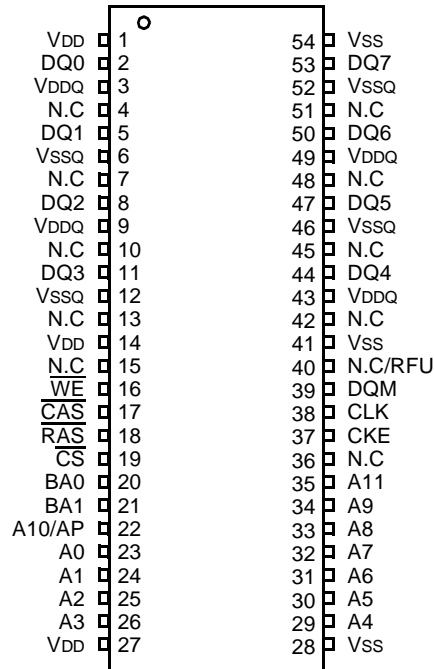 VDD 1 54 VSS
DQ0 2 53 DQ7
VDDQ 3 52 VSSQ
N.C 4 51 N.C
DQ1 5 50 DQ6
VSSQ 6 49 VDDQ
N.C 7 48 N.C
DQ2 8 47 DQ5
VDDQ 9 46 VSSQ
N.C 10 45 N.C
DQ3 11 44 DQ4
VSSQ 12 43 VDDQ
N.C 13 42 N.C
VDD 14 41 VSS
N.C 15 40 N.C/RFU
W̅E̅ 16 39 DQM
C̅A̅S̅ 17 38 CLK
R̅A̅S̅ 18 37 CKE
C̅S̅ 19 36 N.C
BA0 20 35 A11
BA1 21 34 A9
A10/AP 22 33 A8
A0 23 32 A7
A1 24 31 A6
A2 25 30 A5
A3 26 29 A4
VDD 27 28 VSS